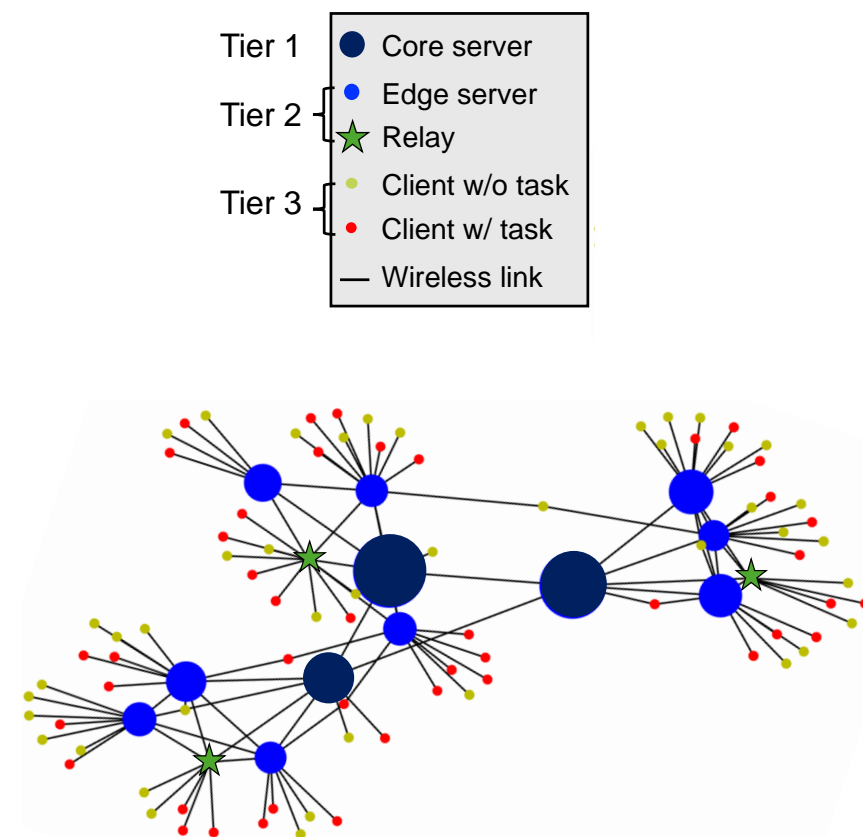 Tier 1
Core server
Tier 2
Edge server
Relay
Tier 3
Client w/o task
Client w/ task
Wireless link